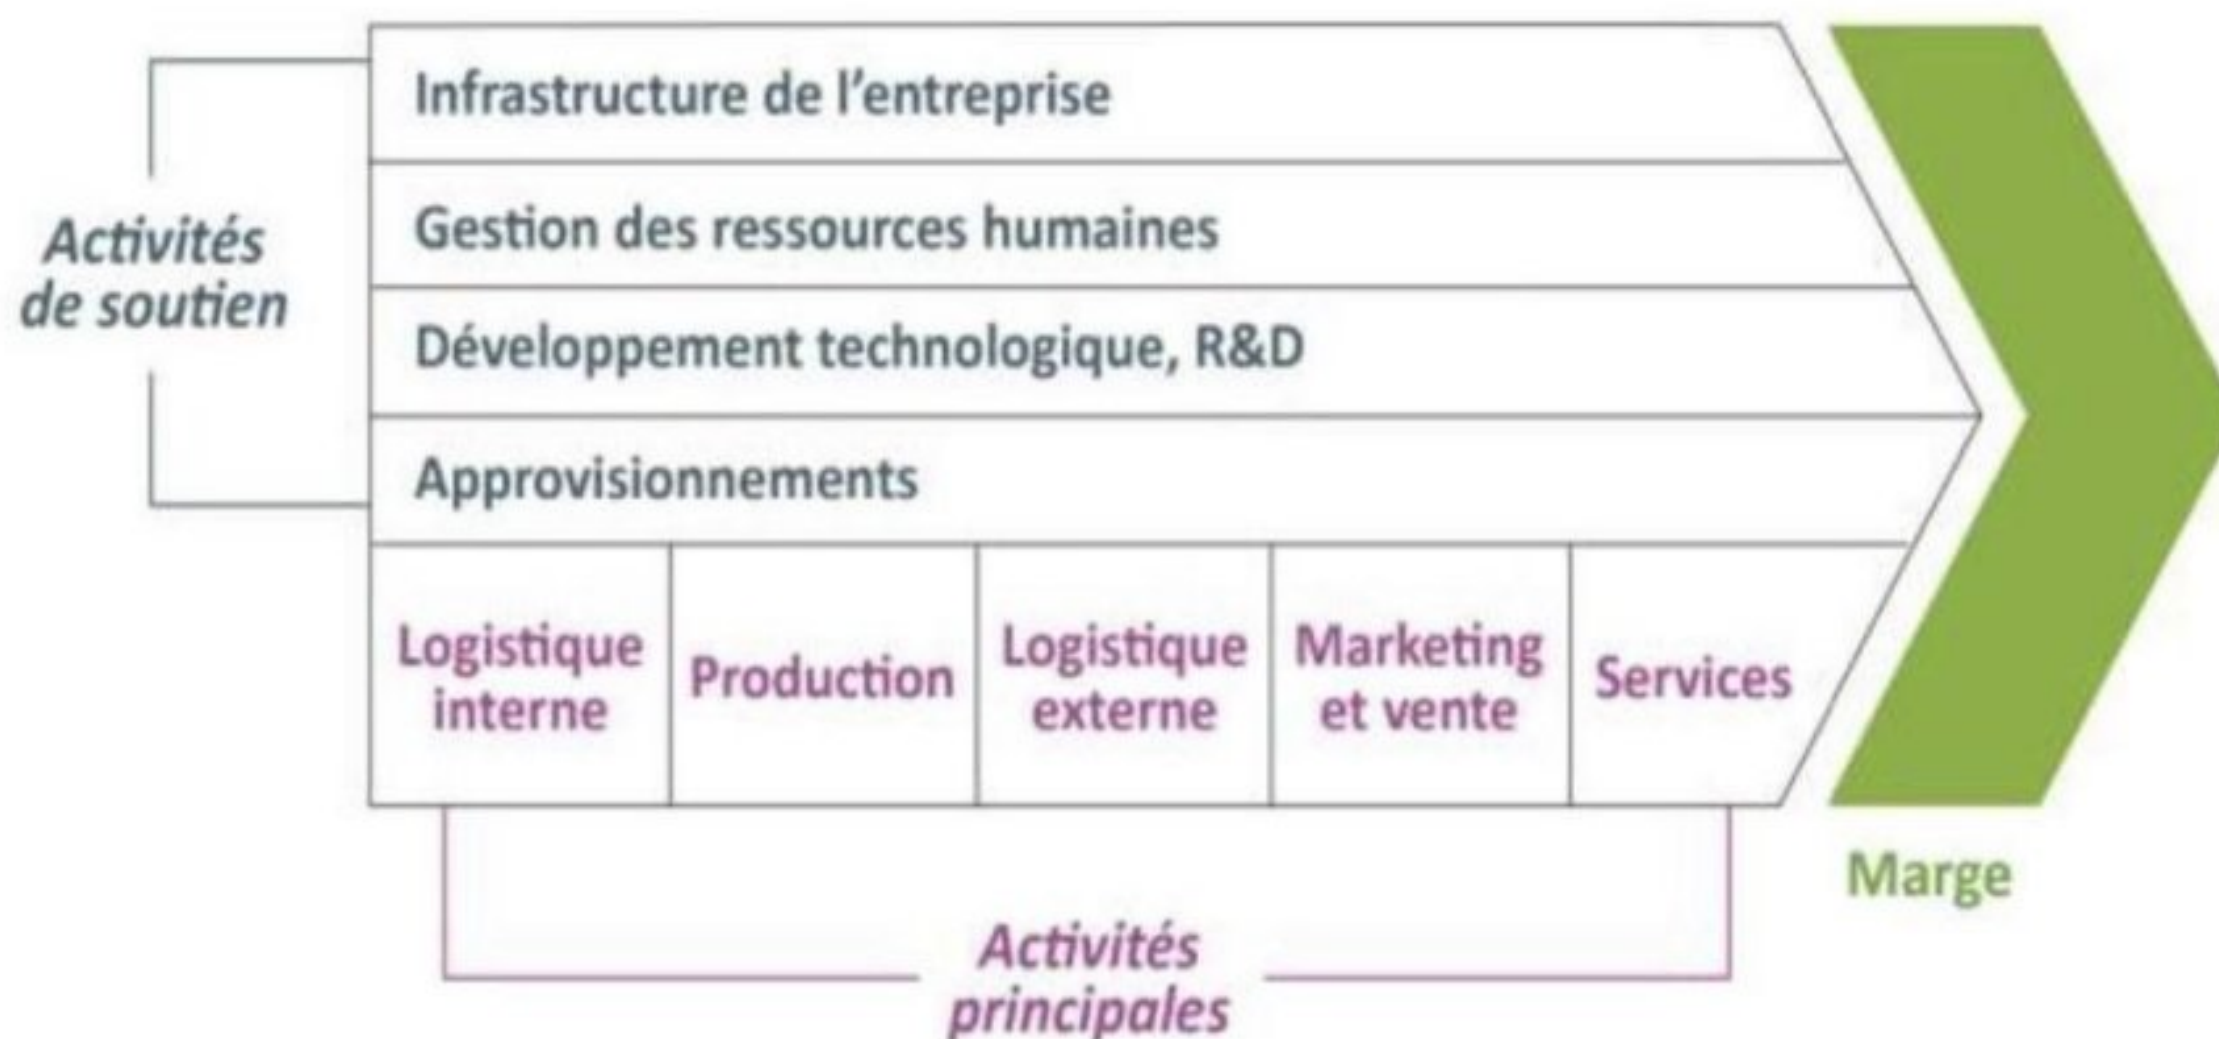 Infrastructure de l'entreprise
Activités
de soutien
Gestion des ressources humaines
Développement technologique, R&D
Approvisionnements
Logistique
interne
Production
Logistique
externe
Marketing
et vente
Services
Marge
Activités
principales